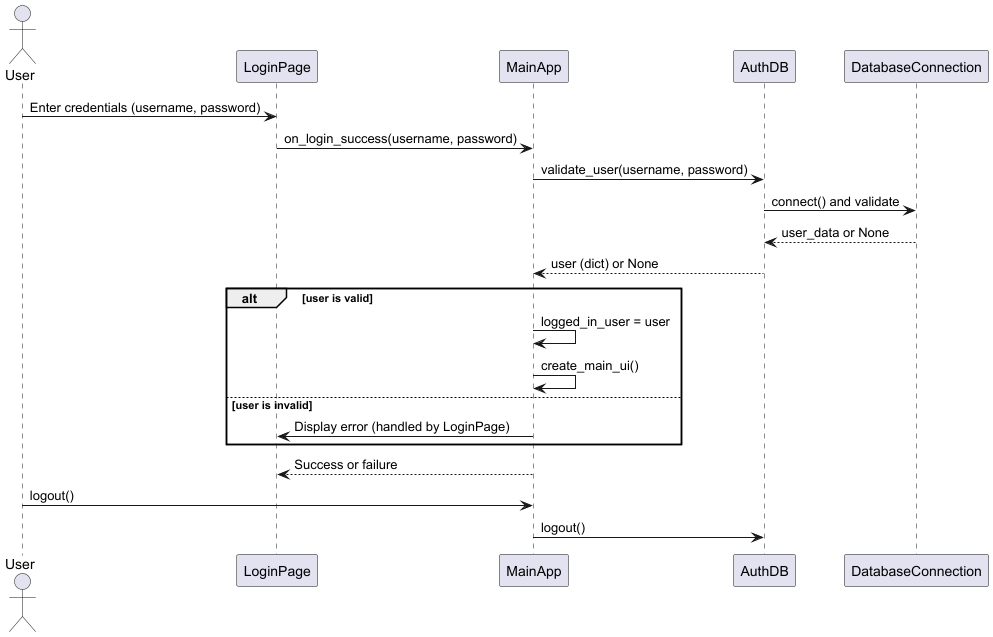 User
LoginPage
MainApp
AuthDB
DatabaseConnection
Enter credentials (username, password)
on_login_success(username, password)
validate_user(username, password)
connect() and validate
user_data or None
user (dict) or None
alt
[user is valid]
logged_in_user = user
create_main_ui()
[user is invalid]
Display error (handled by LoginPage)
Success or failure
logout()
logout()
User
LoginPage
MainApp
AuthDB
DatabaseConnection